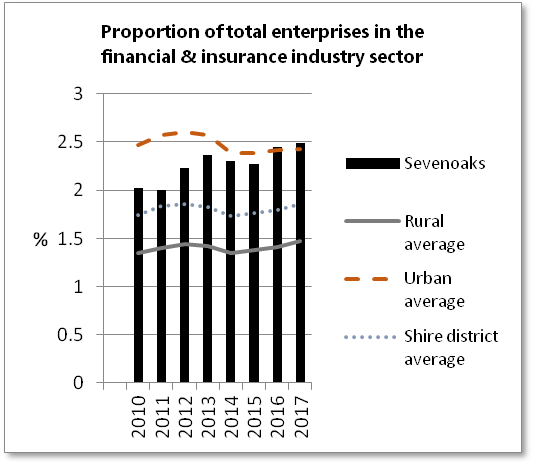 Proportion of total enterprises in the
financial & insurance industry sector
3
2.5
2
1.5
1
0.5
0
%
2010
2011
2012
2013
2014
2015
2016
2017
Sevenoaks
Rural
average
Urban
average
Shire district
average